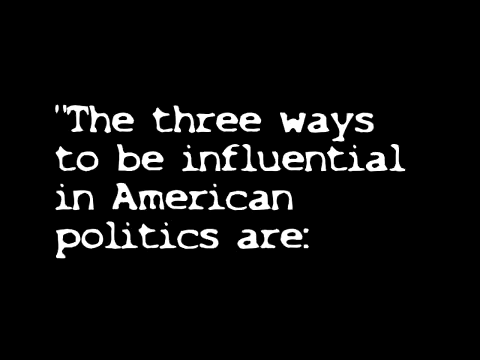 "The three ways
to be influential
in American
politics are: